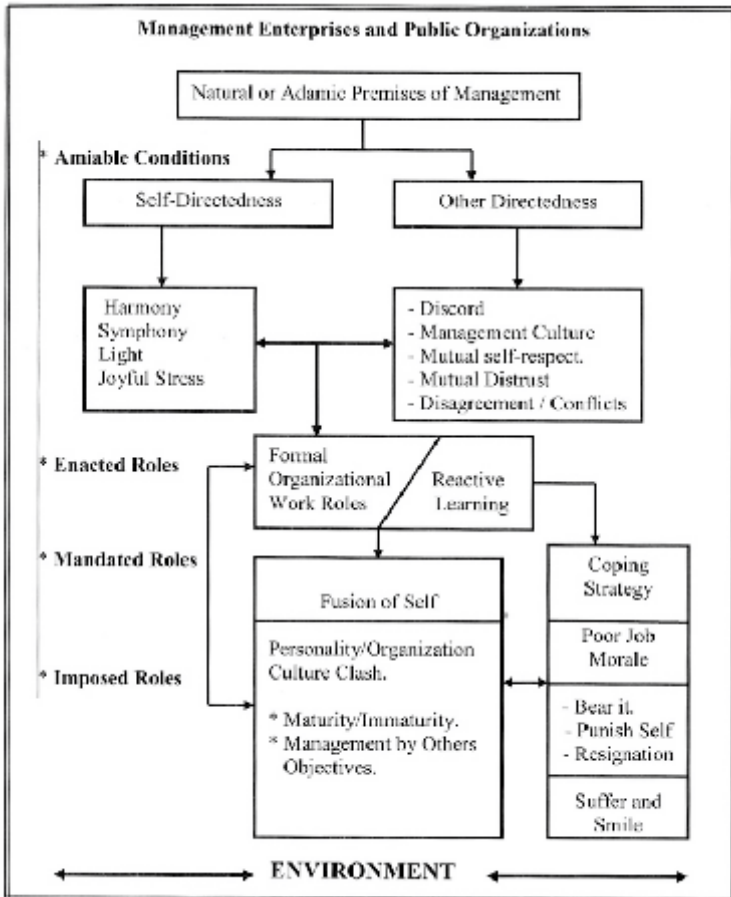 Management Enterprises and Public Organizations
Natural or Adamic Premises of Management
* Amiable Conditions
Self-Directedness
Other Directedness
Harmony
Symphony
Light
Joyful Stress
- Discord
- Management Culture
- Mutual self-respect.
- Mutual Distrust
- Disagreement / Conflicts
* Enacted Roles
Formal
Organizational
Work Roles
Reactive
Learning
* Mandated Roles
Coping
Strategy
Fusion of Self
Poor Job
Morale
Personality/Organization
Culture Clash.
* Imposed Roles
* Maturity/Immaturity.
* Management by Others
Objectives.
- Bear it.
- Punish Self
- Resignation
Suffer and
Smile
ENVIRONMENT